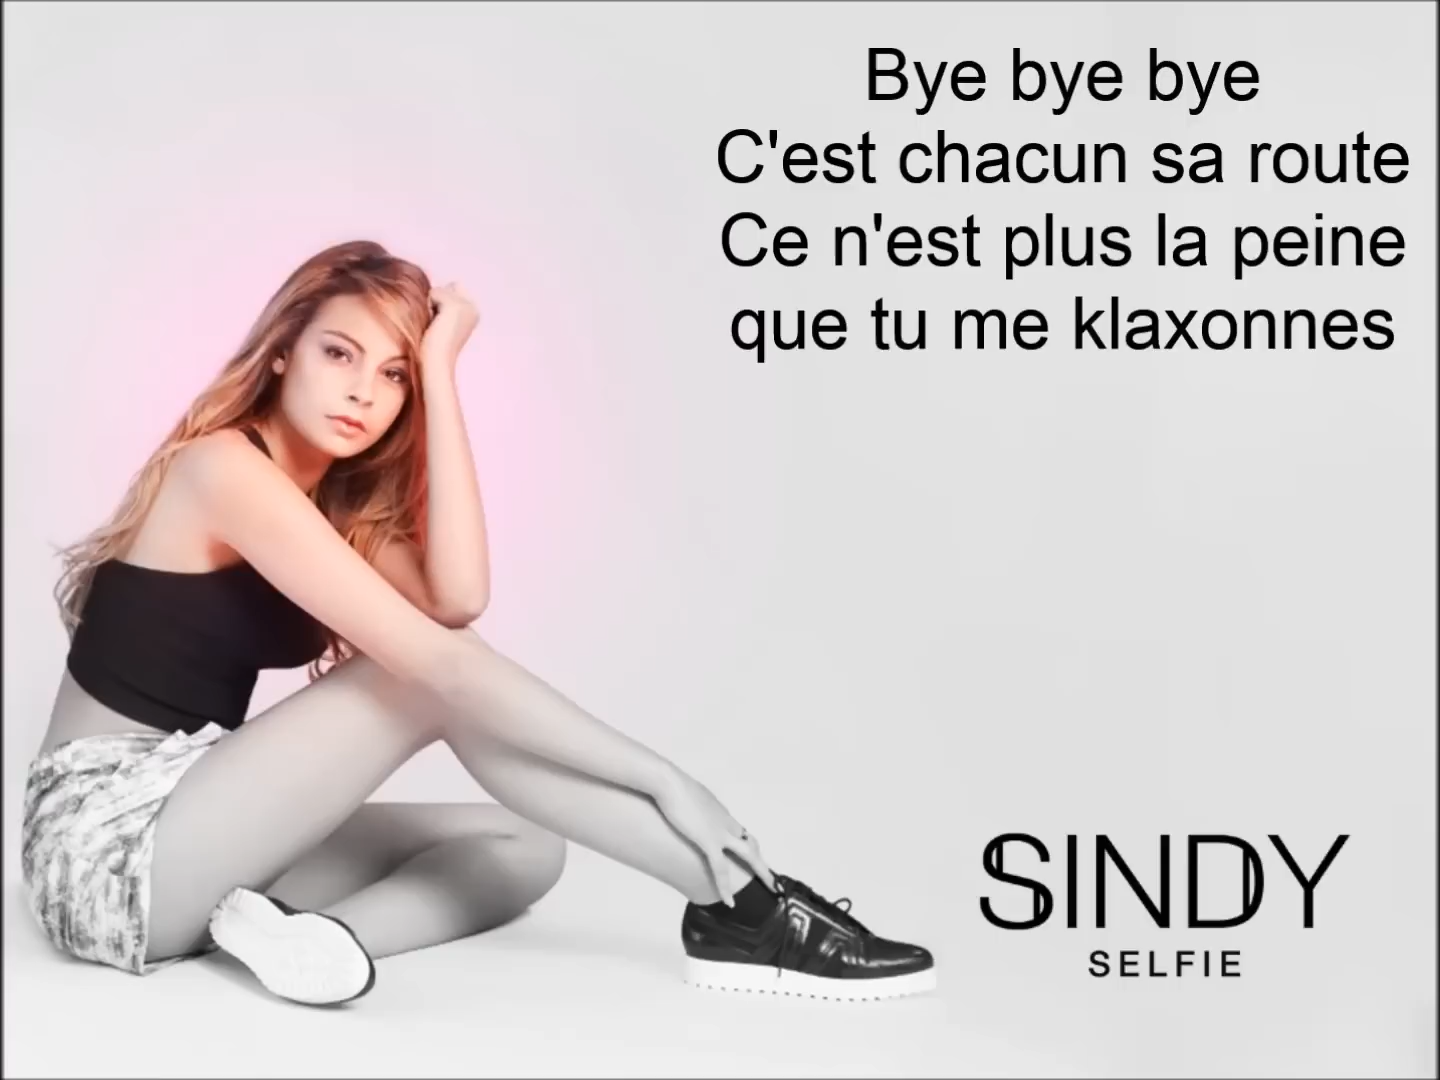 Bye bye bye
C'est chacun sa route
Ce n'est plus la peine
que tu me klaxonnes
SINDY
SELFIE